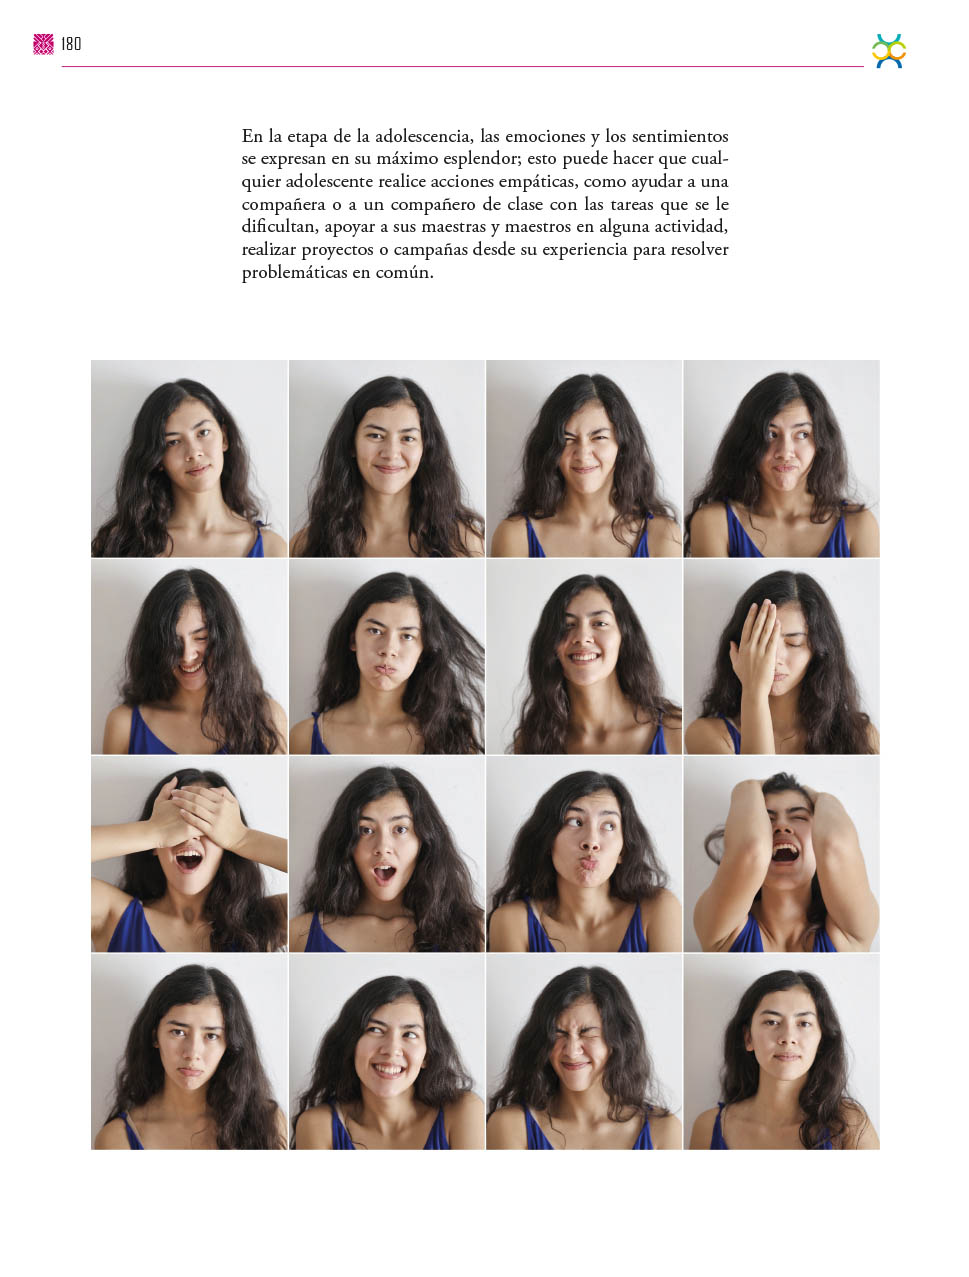 180
En la etapa de la adolescencia, las emociones y los sentimientos
se expresan en su máximo esplendor; esto puede hacer que cual-
quier adolescente realice acciones empáticas, como ayudar a una
compañera o a un compañero de clase con las tareas que se le
dificultan, apoyar a sus maestras y maestros en alguna actividad,
realizar proyectos o campañas desde su experiencia para resolver
problemáticas en común.